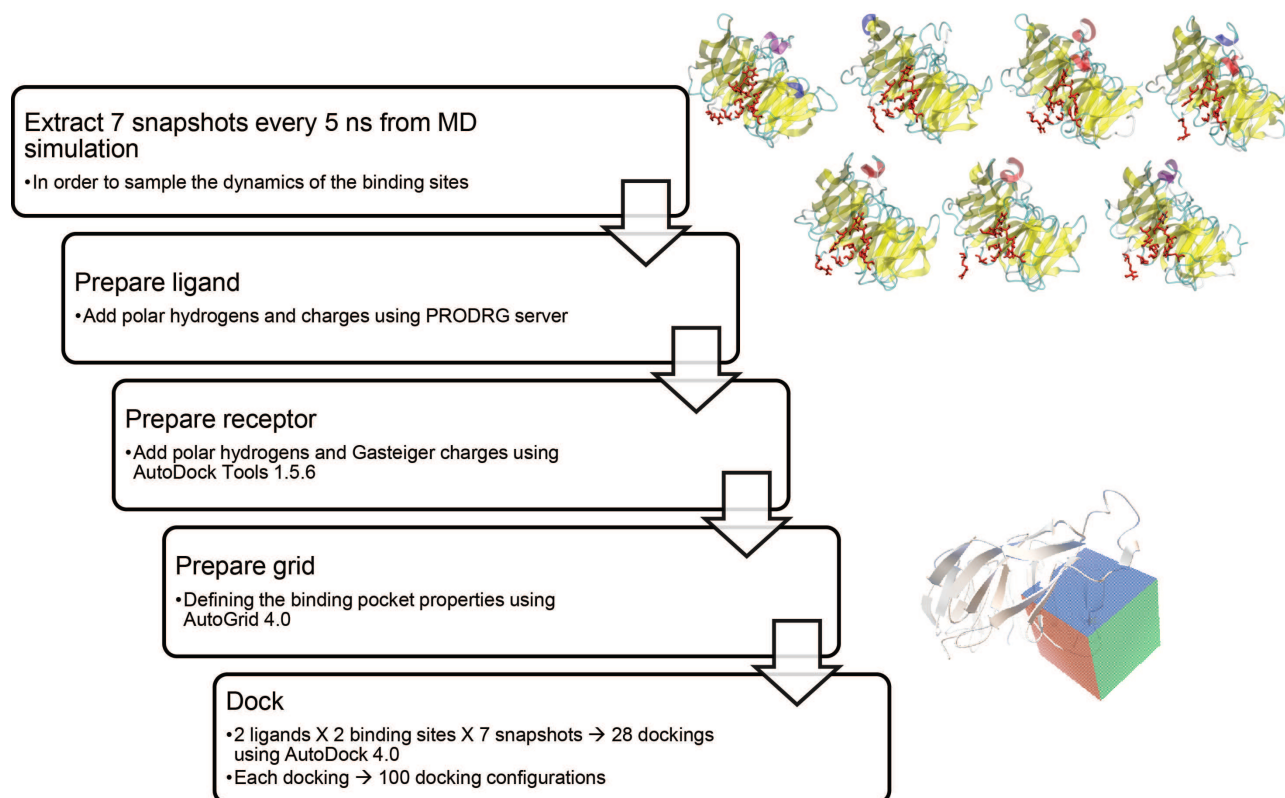 Extract 7 snapshots every 5 ns from MD
simulation
•In order to sample the dynamics of the binding sites
Prepare ligand
•Add polar hydrogens and charges using PRODRG server
Prepare receptor
•Add polar hydrogens and Gasteiger charges using
AutoDock Tools 1.5.6
Prepare grid
•Defining the binding pocket properties using
AutoGrid 4.0
Dock
•2 ligands X 2 binding sites X 7 snapshots → 28 dockings
using AutoDock 4.0
•Each docking → 100 docking configurations